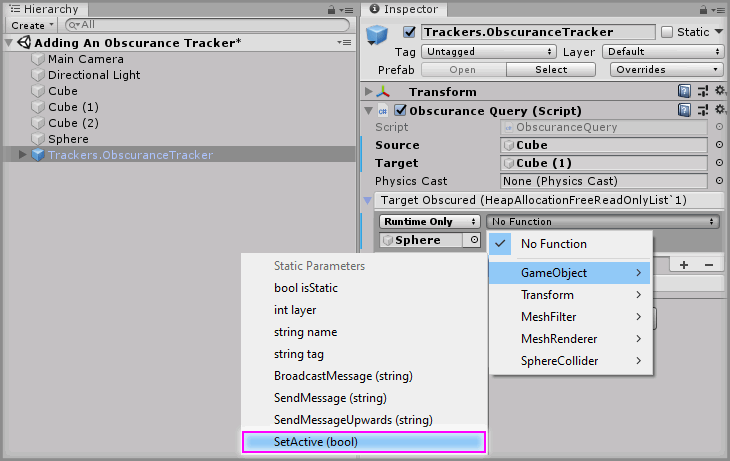 Hierarchy
Create
All
Adding An Obscurance Tracker*
Main Camera
Directional Light
Cube
Cube (1)
Cube (2)
Sphere
Trackers.ObscuranceTracker
Inspector
Trackers.ObscuranceTracker
Static
Tag Untagged Layer Default
Prefab Open Select Overrides
Transform
Obscurance Query (Script)
Script ObscuranceQuery
Source Cube
Target Cube (1)
Physics Cast None (Physics Cast)
Target Obscured (HeapAllocationFreeReadOnlyList`1)
Runtime Only No Function
Sphere
No Function
GameObject
Transform
MeshFilter
MeshRenderer
SphereCollider
Static Parameters
bool isStatic
int layer
string name
string tag
BroadcastMessage (string)
SendMessage (string)
SendMessageUpwards (string)
SetActive (bool)